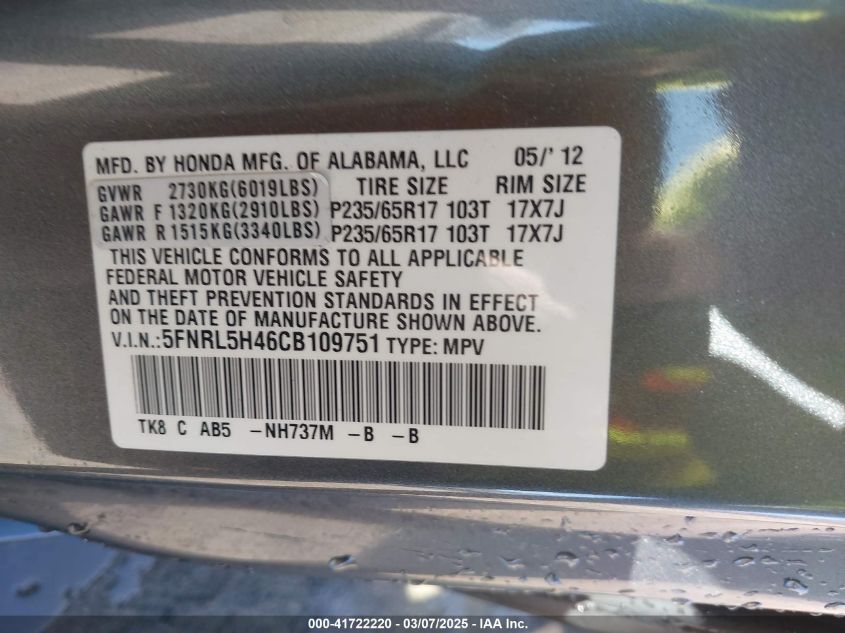 MFD. BY HONDA MFG. OF ALABAMA, LLC 05/' 12
GVWR 2730KG(6019LBS) TIRE SIZE RIM SIZE
GAWR F 1320KG(2910LBS) P235/65R17 103T 17X7J
GAWR R 1515KG(3340LBS) P235/65R17 103T 17X7J
THIS VEHICLE CONFORMS TO ALL APPLICABLE
FEDERAL MOTOR VEHICLE SAFETY
AND THEFT PREVENTION STANDARDS IN EFFECT
ON THE DATE OF MANUFACTURE SHOWN ABOVE.
V.I.N.:5FNRL5H46CB109751 TYPE: MPV
TK8 C AB5 -NH737M -B -B
000-41722220 - 03/07/2025 - IAA Inc.